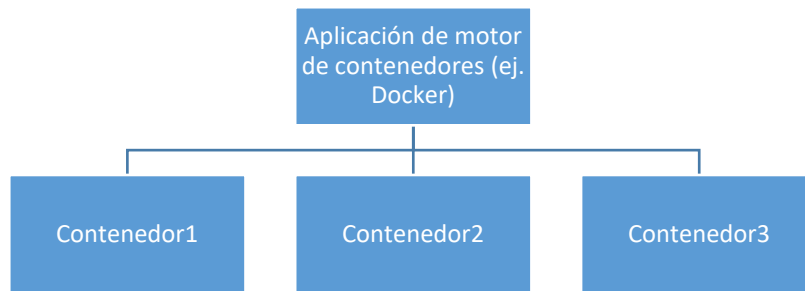 Aplicación de motor
de contenedores (ej.
Docker)
Contenedor1
Contenedor2
Contenedor3